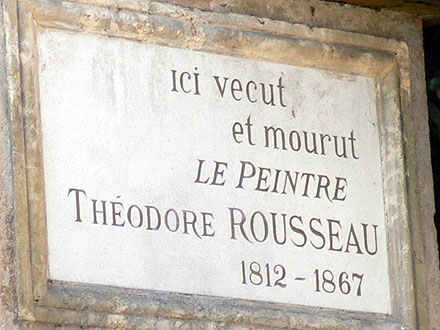 ICI vecut
et mourut
LE PEINTRE
THÉODORE ROUSSEAU
1812 - 1867